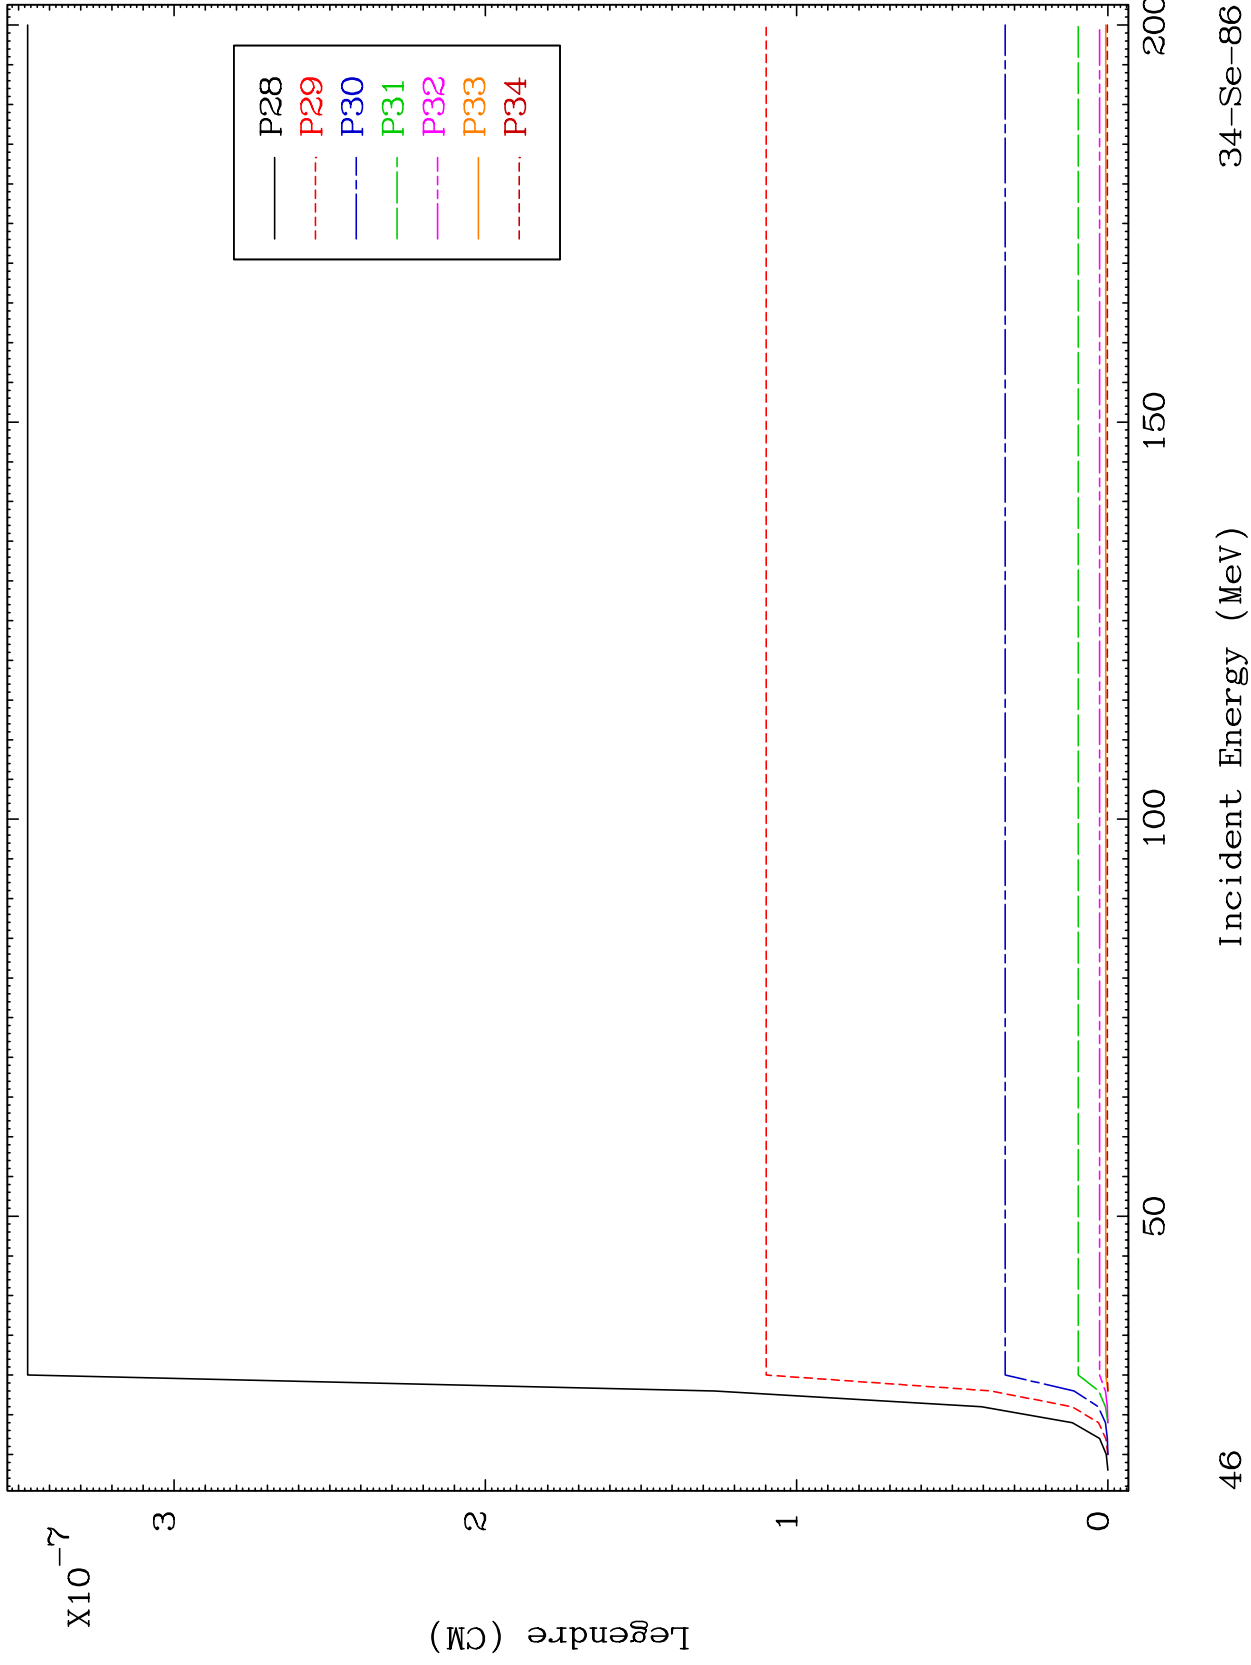 X10-7
Legendre (CM)
3
2
1
0
P28
P29
P30
P31
P32
P33
P34
50
100
150
200
46
Incident Energy (MeV)
34-Se-86